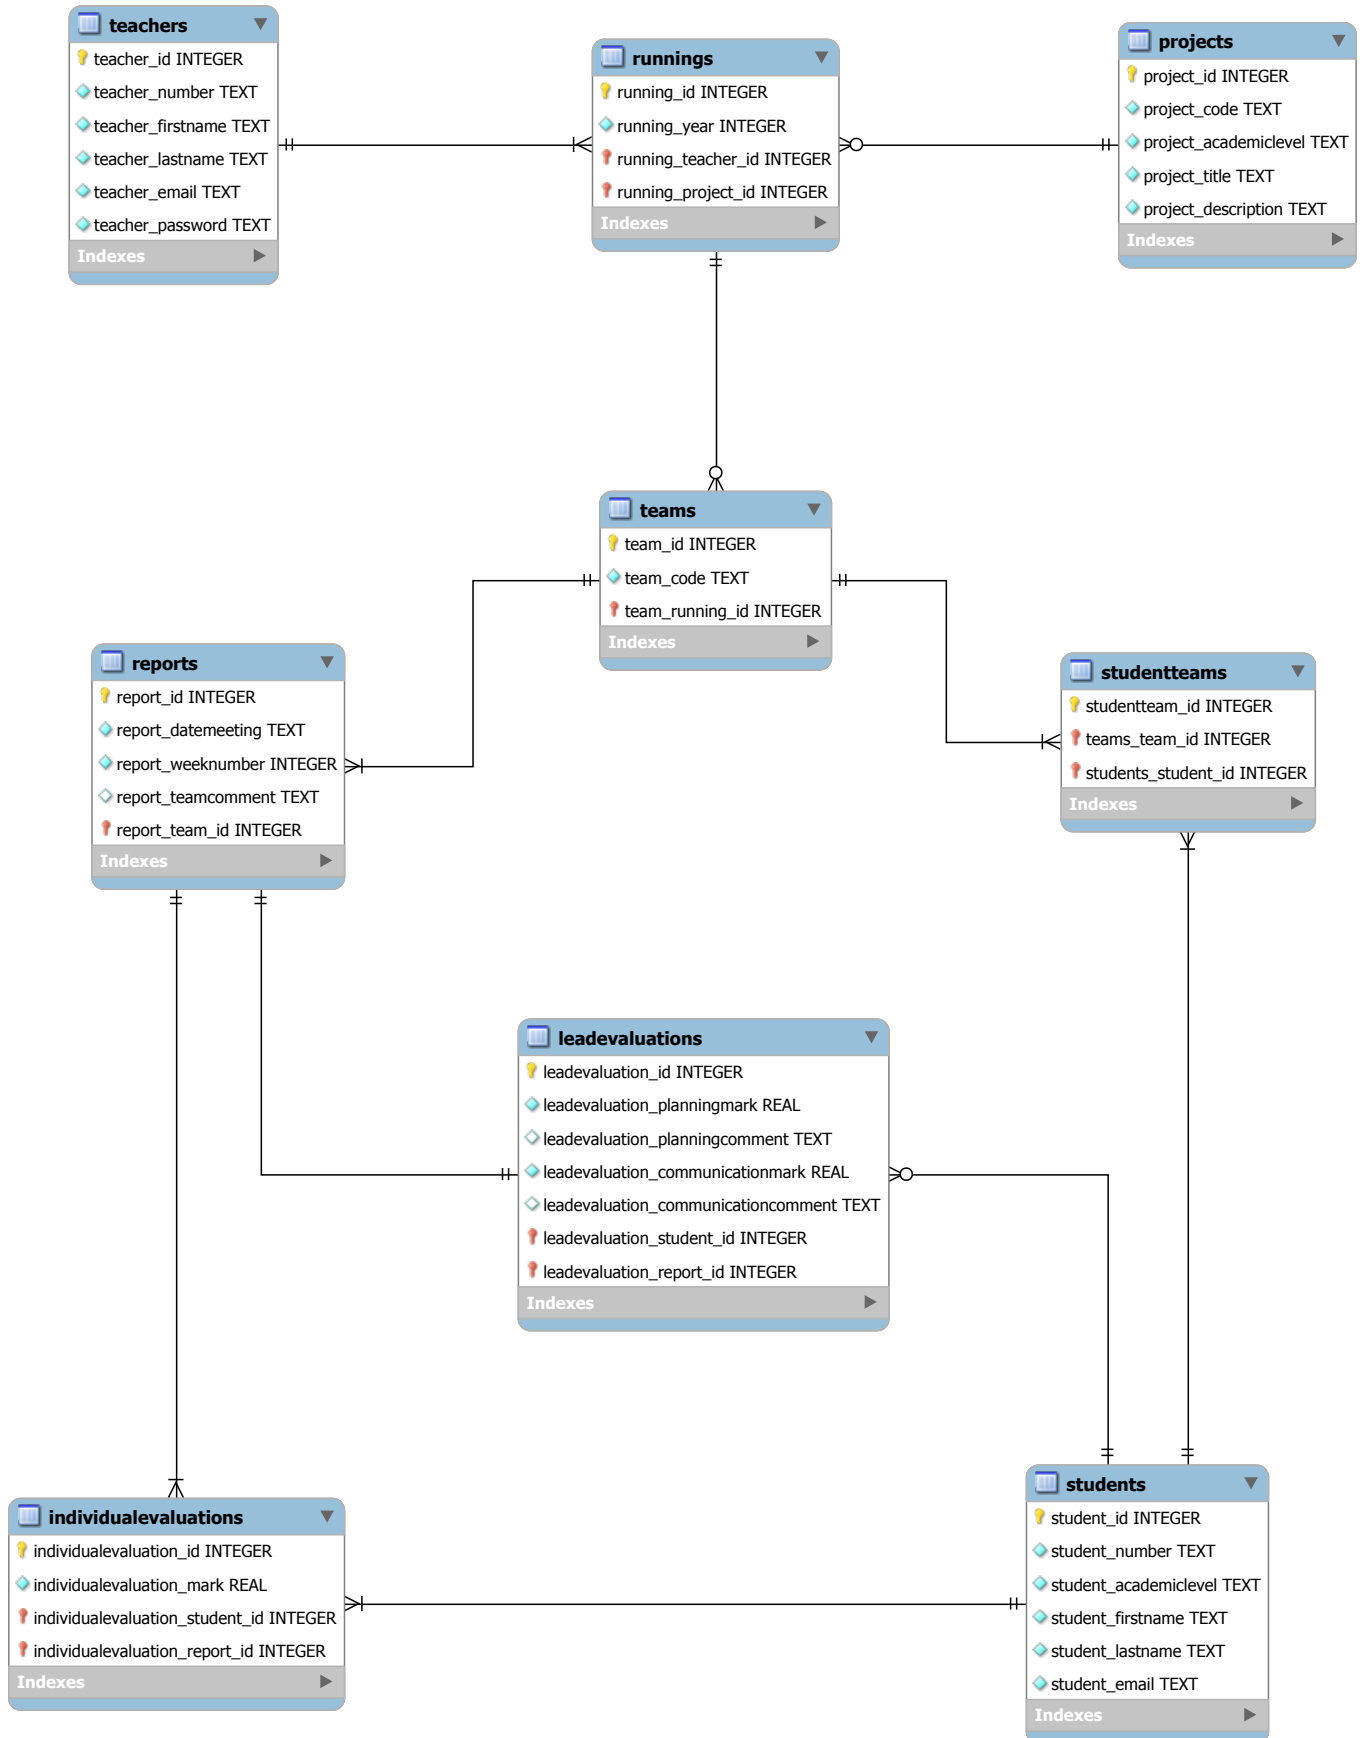 teachers
teacher_id INTEGER
teacher_number TEXT
teacher_firstname TEXT
teacher_lastname TEXT
teacher_email TEXT
teacher_password TEXT
Indexes
runnings
running_id INTEGER
running_year INTEGER
running_teacher_id INTEGER
running_project_id INTEGER
Indexes
projects
project_id INTEGER
project_code TEXT
project_academiclevel TEXT
project_title TEXT
project_description TEXT
Indexes
teams
team_id INTEGER
team_code TEXT
team_running_id INTEGER
Indexes
reports
report_id INTEGER
report_datemeeting TEXT
report_weeknumber INTEGER
report_teamcomment TEXT
report_team_id INTEGER
Indexes
studentteams
studentteam_id INTEGER
teams_team_id INTEGER
students_student_id INTEGER
Indexes
leadevaluations
leadevaluation_id INTEGER
leadevaluation_planningmark REAL
leadevaluation_planningcomment TEXT
leadevaluation_communicationmark REAL
leadevaluation_communicationcomment TEXT
leadevaluation_student_id INTEGER
leadevaluation_report_id INTEGER
Indexes
individualevaluations
individualevaluation_id INTEGER
individualevaluation_mark REAL
individualevaluation_student_id INTEGER
individualevaluation_report_id INTEGER
Indexes
students
student_id INTEGER
student_number TEXT
student_academiclevel TEXT
student_firstname TEXT
student_lastname TEXT
student_email TEXT
Indexes